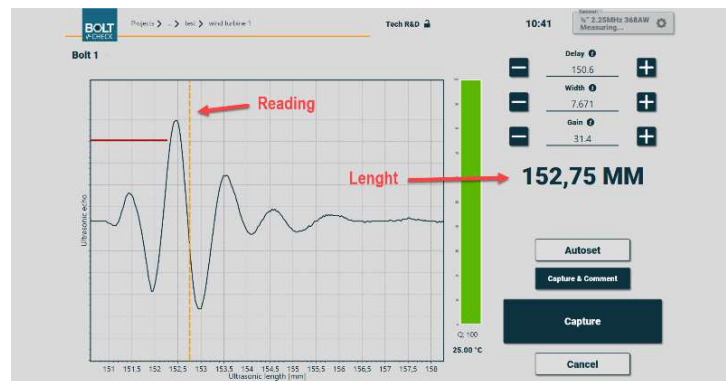 BOLT
CHECK
Projects > .. > test > wind turbine 1
Tech R&D
10:41
Sensor
½" 2.25MHz 368AW
Measuring...
Bolt 1
Delay
150.6
Width
7.671
Gain
31.4
Reading
Lenght
152,75 MM
Ultrasonic echo
Autoset
Capture & Comment
Capture
Cancel
Q: 100
25.00 °C
151 151,5 152 152,5 153 153,5 154 154,5 155 155,5 156 156,5 157 157,5 158
Ultrasonic length [mm]